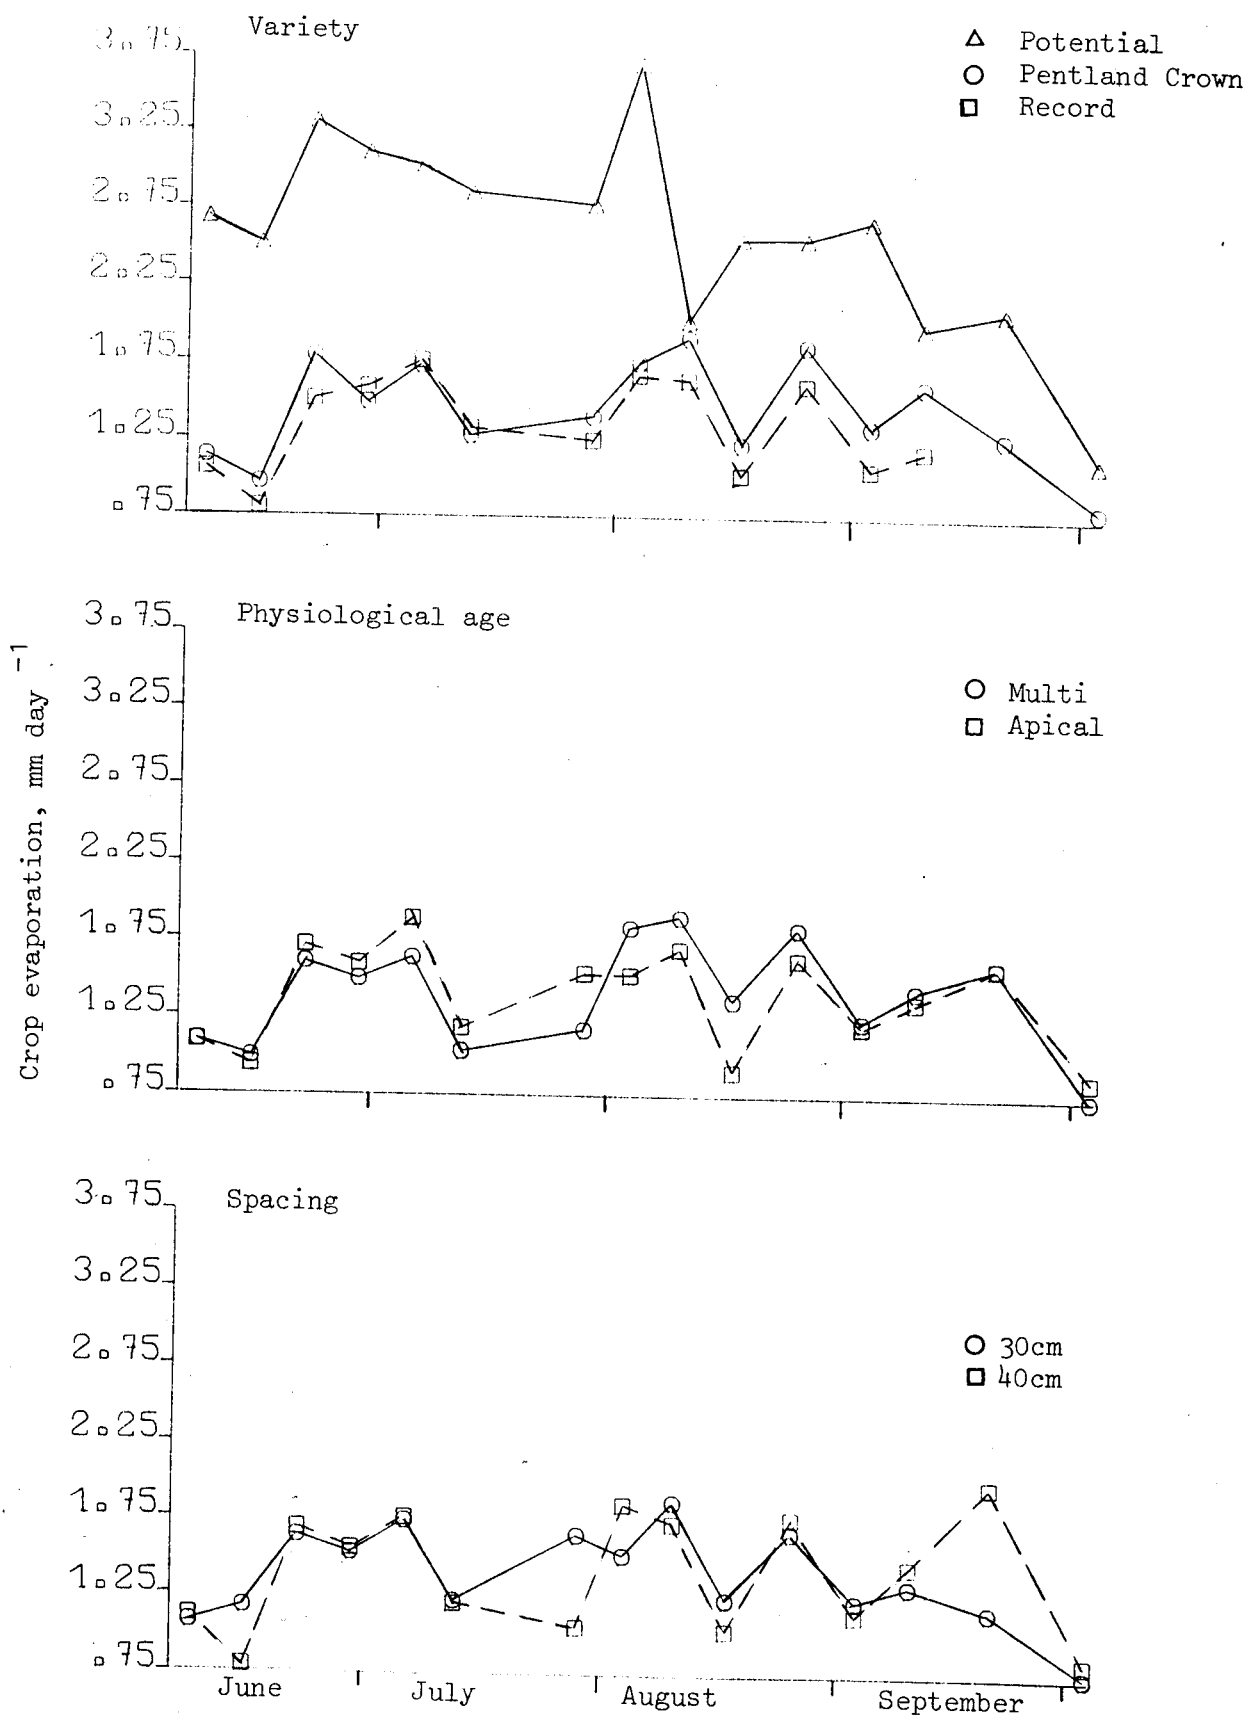 Variety
Potential
Pentland Crown
Record
3.75
3.25
2.75
2.25
1.75
1.25
.75
Physiological age
Multi
Apical
3.75
3.25
2.75
2.25
1.75
1.25
.75
Crop evaporation, mm day -1
Spacing
30cm
40cm
3.75
3.25
2.75
2.25
1.75
1.25
.75
June July August September